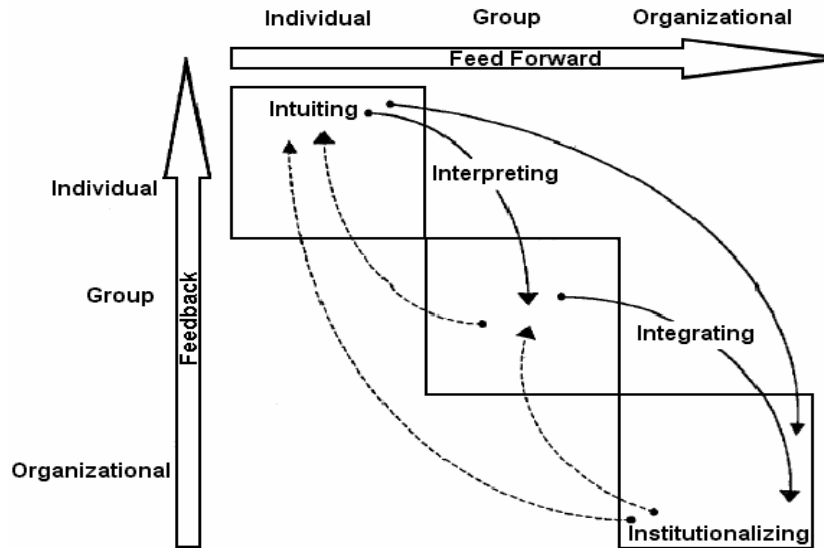 Individual Group Organizational
Feed Forward
Intuiting
Individual
Interpreting
Group
Feedback
Integrating
Organizational
Institutionalizing